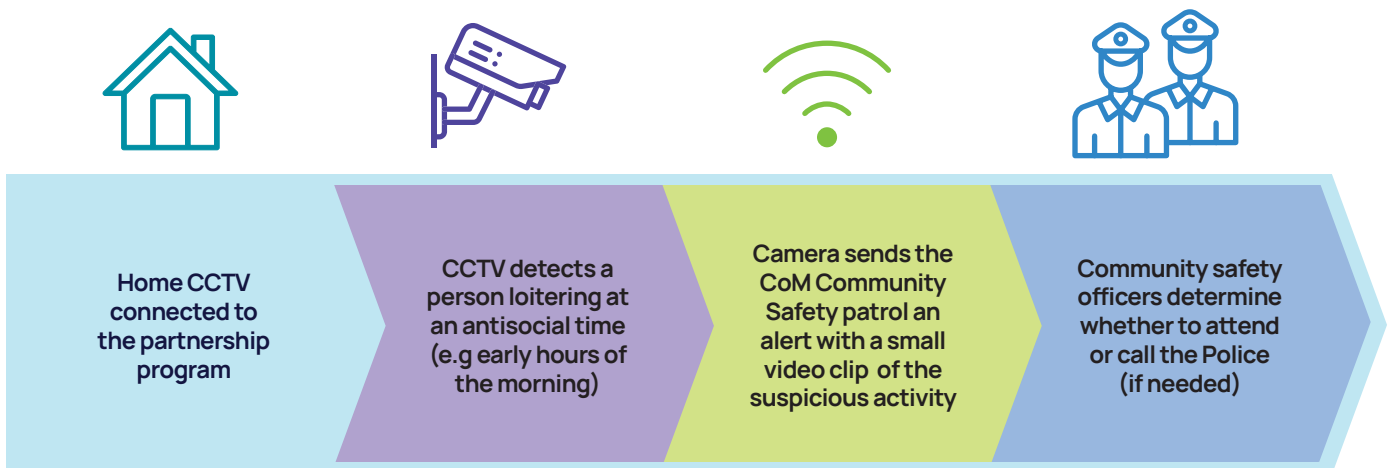 Home CCTV
connected to
the partnership
program
CCTV detects a
person loitering at
an antisocial time
(e.g early hours of
the morning)
Camera sends the
CoM Community
Safety patrol an
alert with a small
video clip of the
suspicious activity
Community safety
officers determine
whether to attend
or call the Police
(if needed)